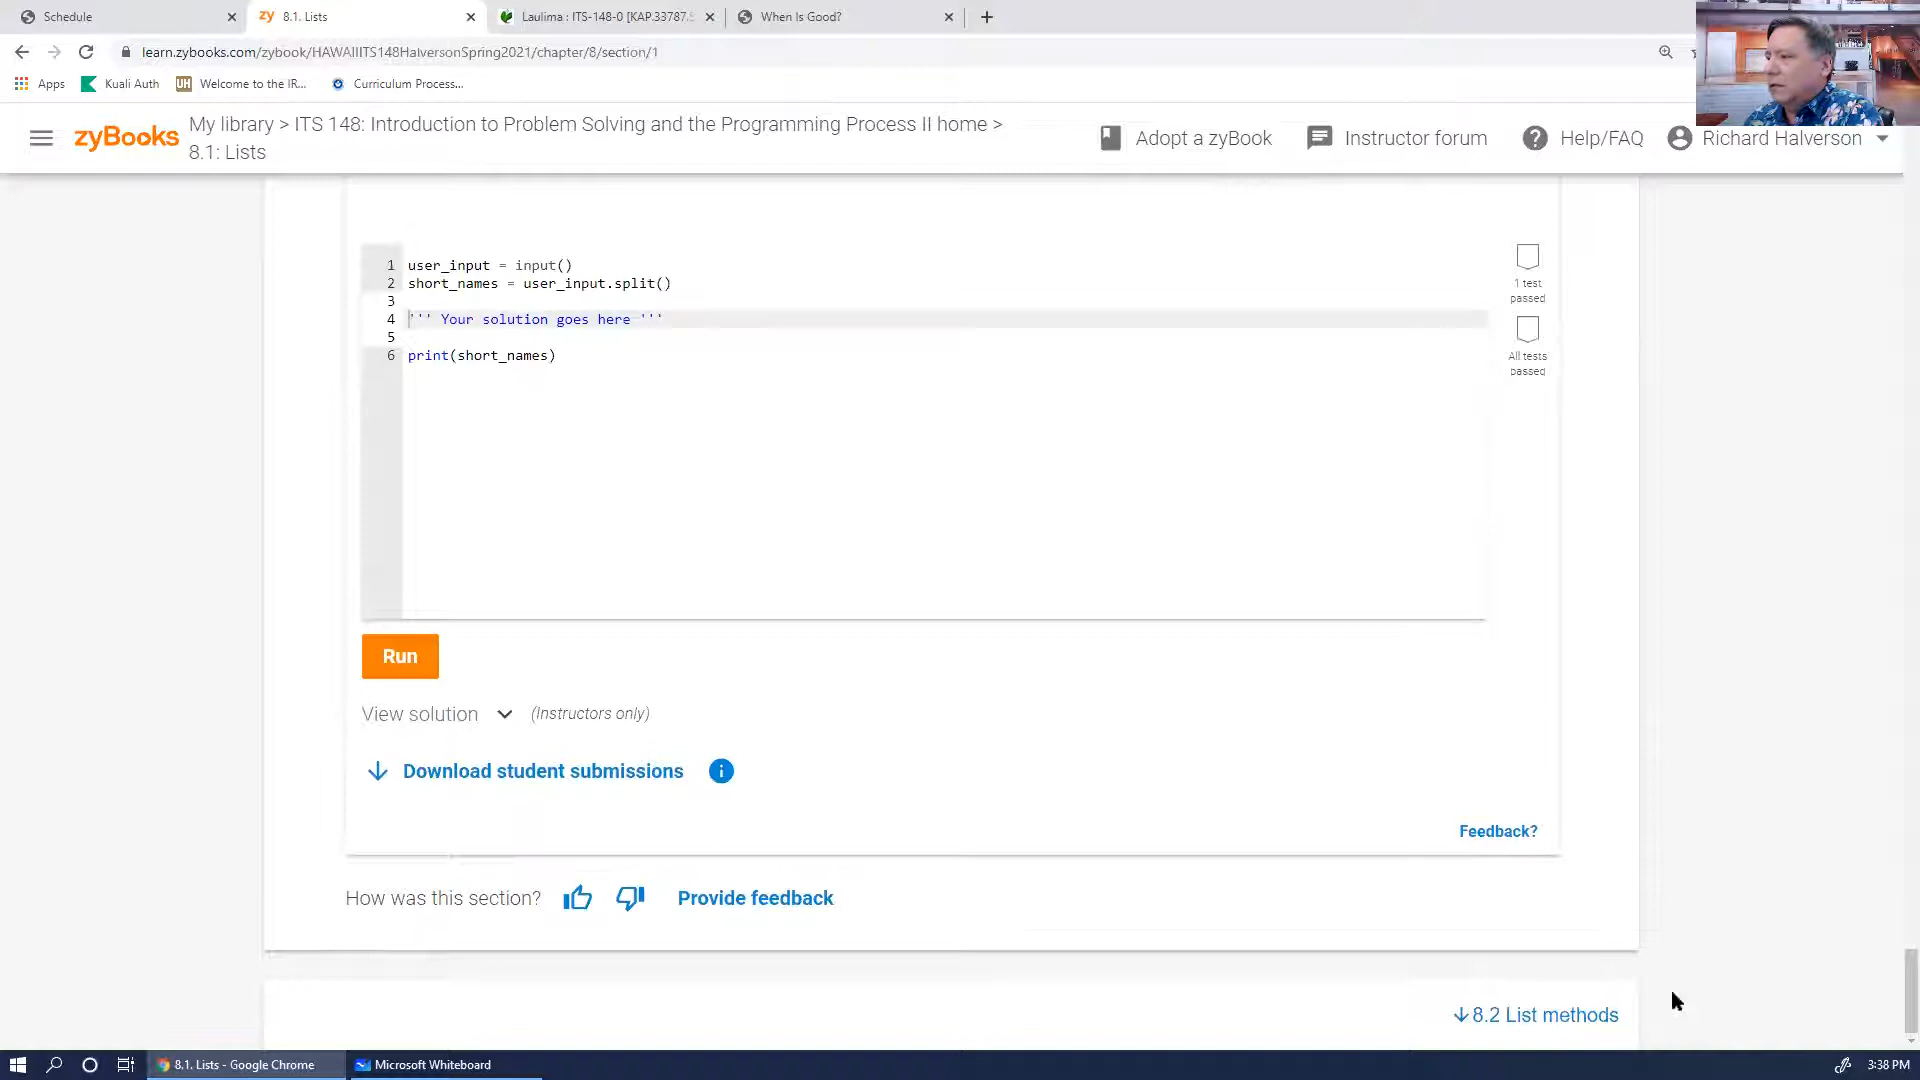 Schedule
zy 8.1. Lists
Laulima : ITS-148-0 [KAP.33787.
When Is Good?
learn.zybooks.com/zybook/HAWAIIITS148HalversonSpring2021/chapter/8/section/1
Apps
Kuali Auth
UH Welcome to the IR...
Curriculum Process...
zyBooks
My library > ITS 148: Introduction to Problem Solving and the Programming Process II home >
8.1: Lists
Adopt a zyBook
Instructor forum
Help/FAQ
Richard Halverson
1 user_input = input()
2 short_names = user_input.split()
3
4 ''' Your solution goes here '''
5
6 print(short_names)
1 test
passed
All tests
passed
Run
View solution
(Instructors only)
Download student submissions
Feedback?
How was this section?
Provide feedback
8.2 List methods
8.1. Lists - Google Chrome
Microsoft Whiteboard
3:38 PM